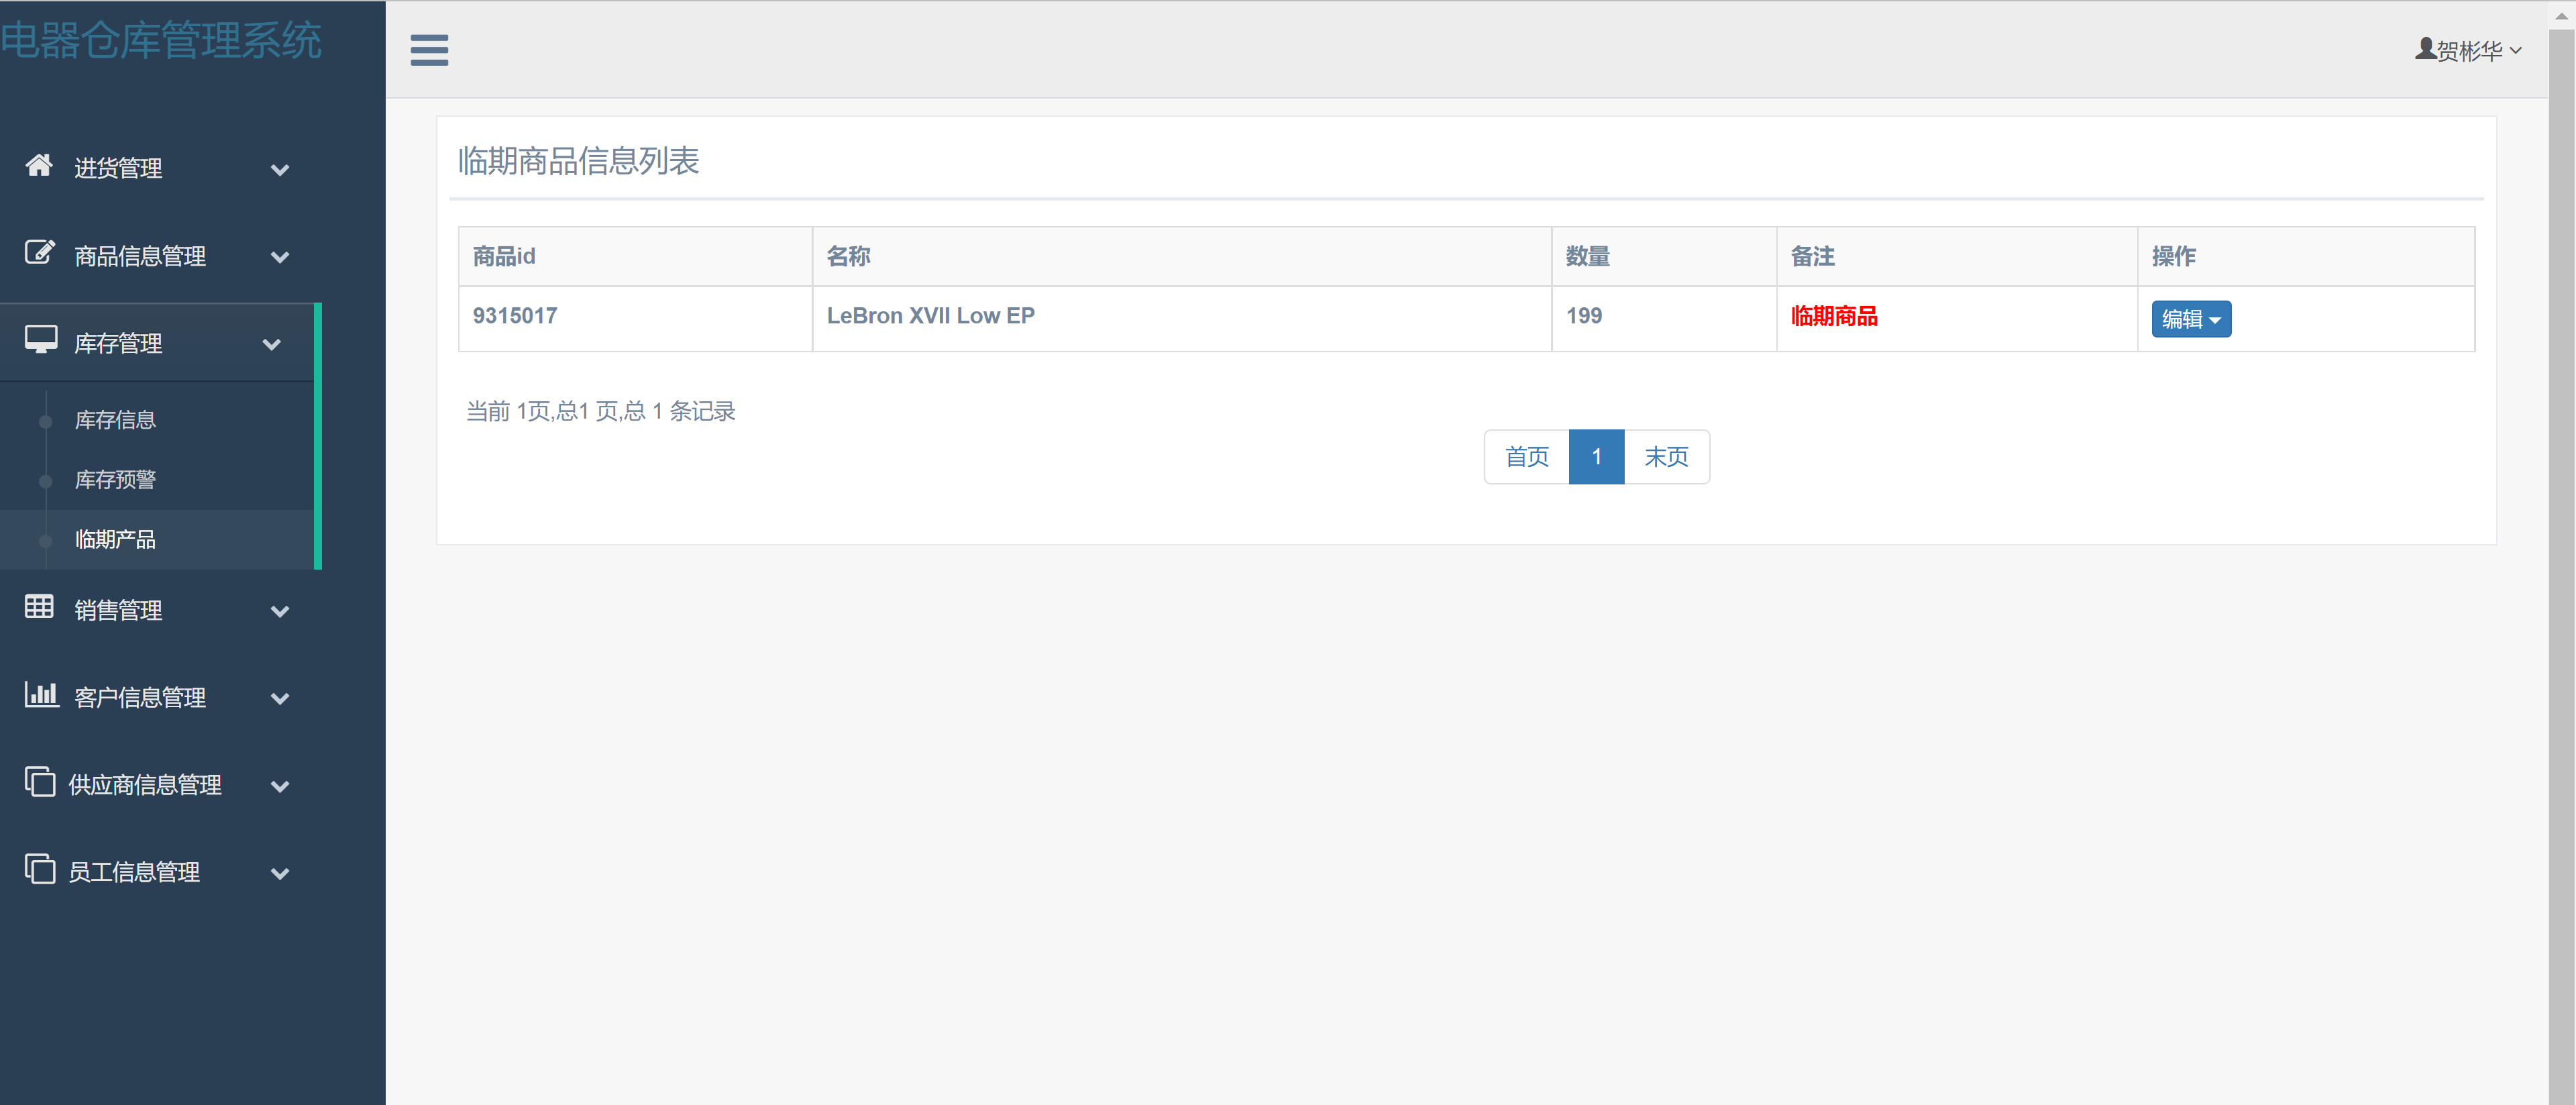 电器仓库管理系统
贺彬华
进货管理
商品信息管理
库存管理
库存信息
库存预警
临期产品
销售管理
客户信息管理
供应商信息管理
员工信息管理
临期商品信息列表
商品id 名称 数量 备注 操作
9315017 LeBron XVII Low EP 199 临期商品 编辑
当前 1页,总1 页,总 1 条记录
首页 1 末页